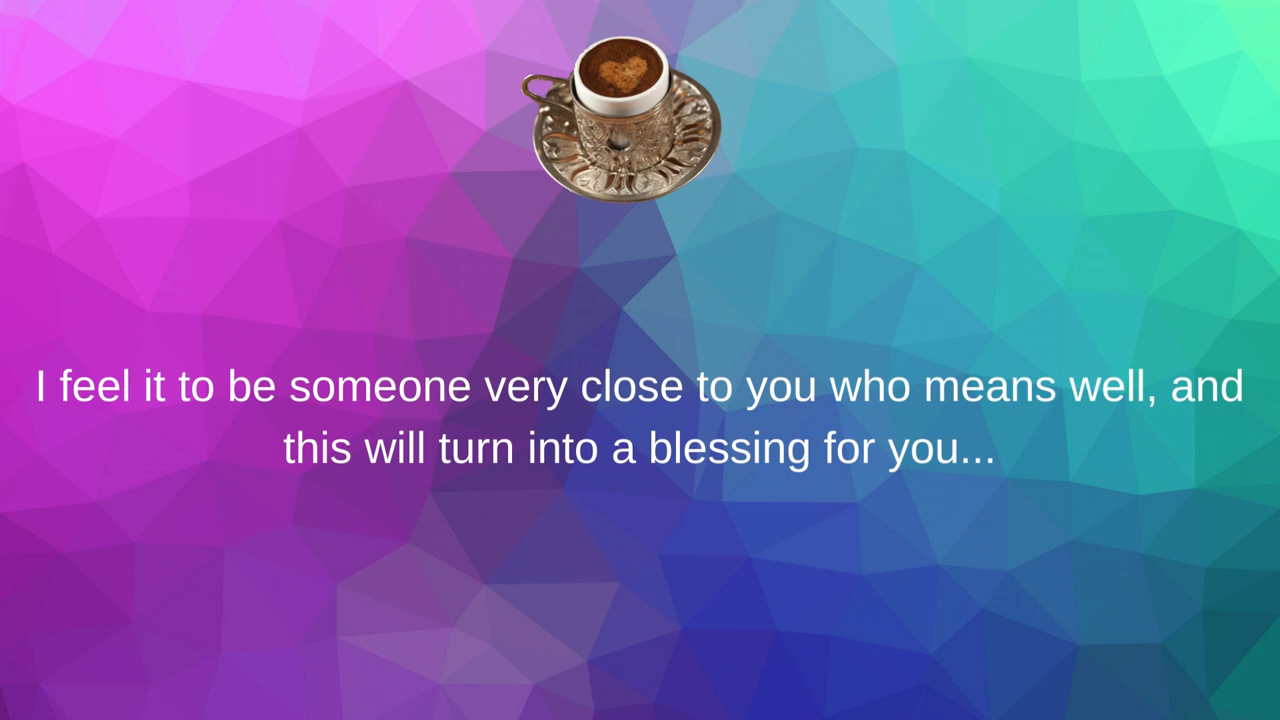 I feel it to be someone very close to you who means well, and
this will turn into a blessing for you...